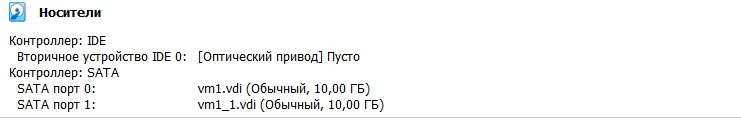 Носители
Контроллер: IDE
Вторичное устройство IDE 0: [Оптический привод] Пусто
Контроллер: SATA
SATA порт 0: vm1.vdi (Обычный, 10,00 ГБ)
SATA порт 1: vm1_1.vdi (Обычный, 10,00 ГБ)